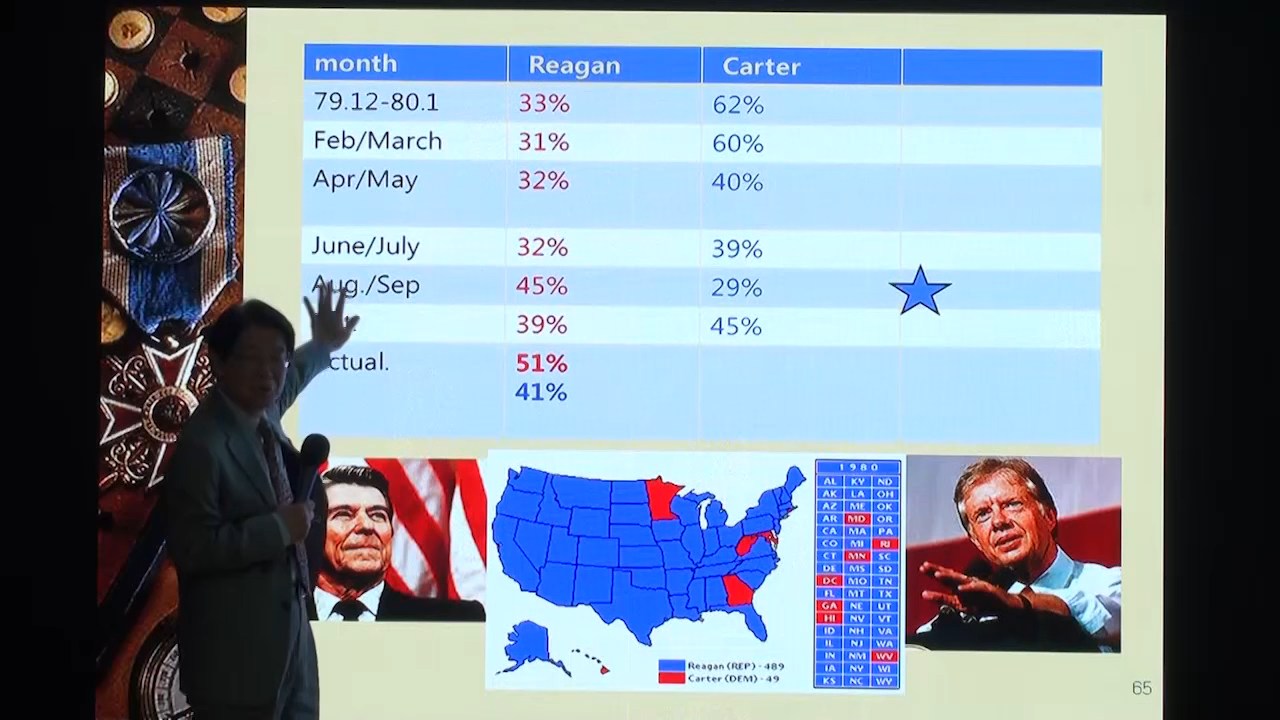 month Reagan Carter
79.12-80.1 33% 62%
Feb/March 31% 60%
Apr/May 32% 40%
June/July 32% 39%
Aug./Sep 45% 29%
39% 45%
ctual. 51%
41%
1980
AL KY ND
AK LA OH
AZ ME OK
AR MD OR
CA MA PA
CO MI RI
CT MN SC
DE MS SD
DC MO TN
FL MT TX
GA NE UT
HI NV VT
ID NH VA
IL NJ WA
IN NM WV
IA NY WI
KS NC WY
Reagan (REP) - 489
Carter (DEM) - 49
65